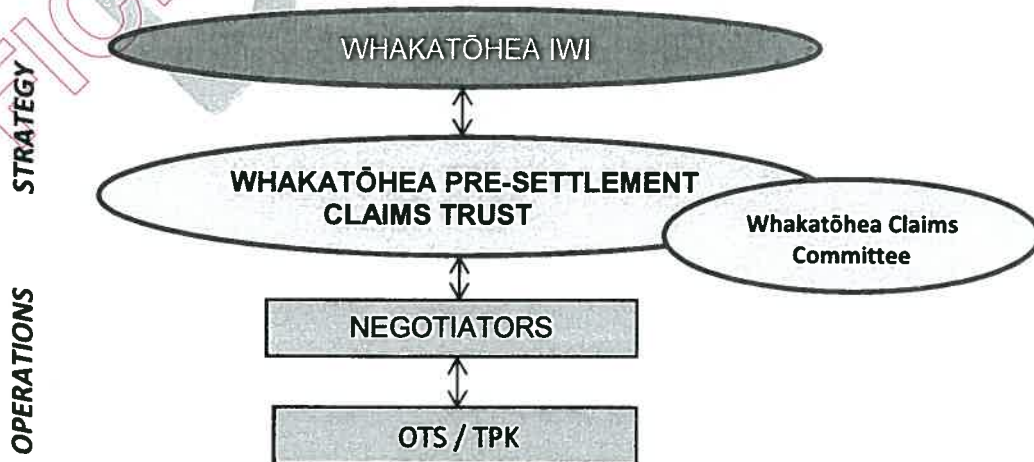 WHAKATŌHEA IWI
STRATEGY
WHAKATŌHEA PRE-SETTLEMENT
CLAIMS TRUST
Whakatōhea Claims
Committee
OPERATIONS
NEGOTIATORS
OTS / TPK